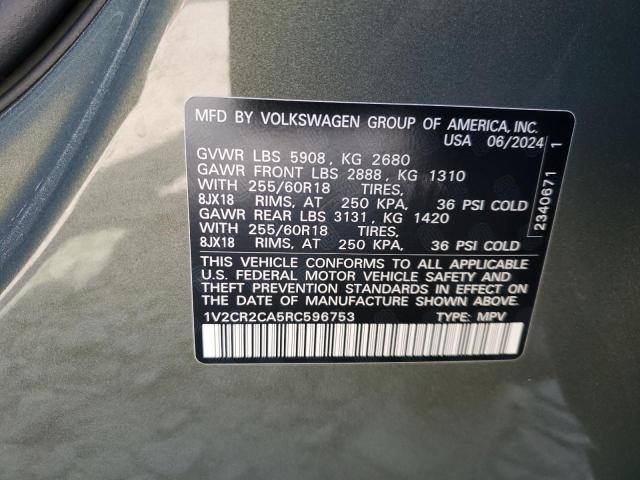 MFD BY VOLKSWAGEN GROUP OF AMERICA, INC.
USA 06/2024
GVWR LBS 5908, KG 2680
GAWR FRONT LBS 2888, KG 1310
WITH 255/60R18 TIRES,
8JX18 RIMS, AT 250 KPA, 36 PSI COLD
GAWR REAR LBS 3131, KG 1420
WITH 255/60R18 TIRES,
8JX18 RIMS, AT 250 KPA, 36 PSI COLD
THIS VEHICLE CONFORMS TO ALL APPLICABLE
U.S. FEDERAL MOTOR VEHICLE SAFETY AND
THEFT PREVENTION STANDARDS IN EFFECT ON
THE DATE OF MANUFACTURE SHOWN ABOVE.
1V2CR2CA5RC596753 TYPE: MPV
2340671 1